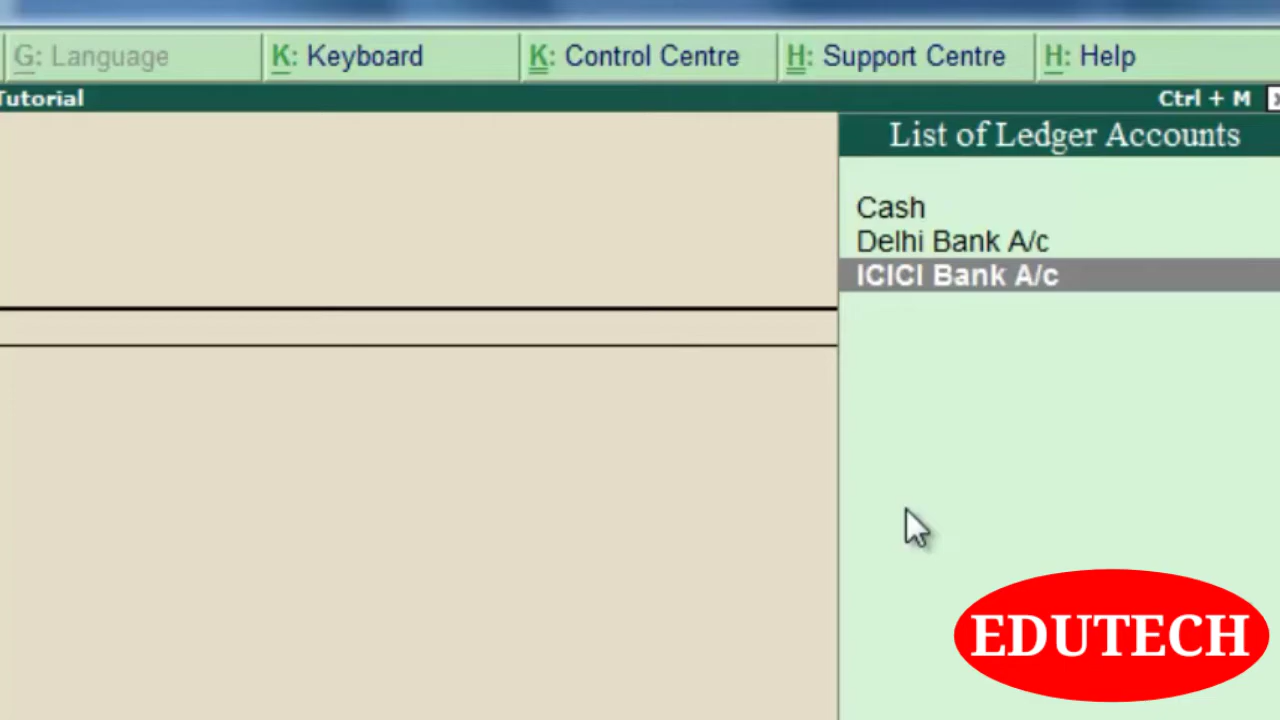 G: Language K: Keyboard K: Control Centre H: Support Centre H: Help
Tutorial Ctrl + M
List of Ledger Accounts
Cash
Delhi Bank A/c
ICICI Bank A/c
EDUTECH